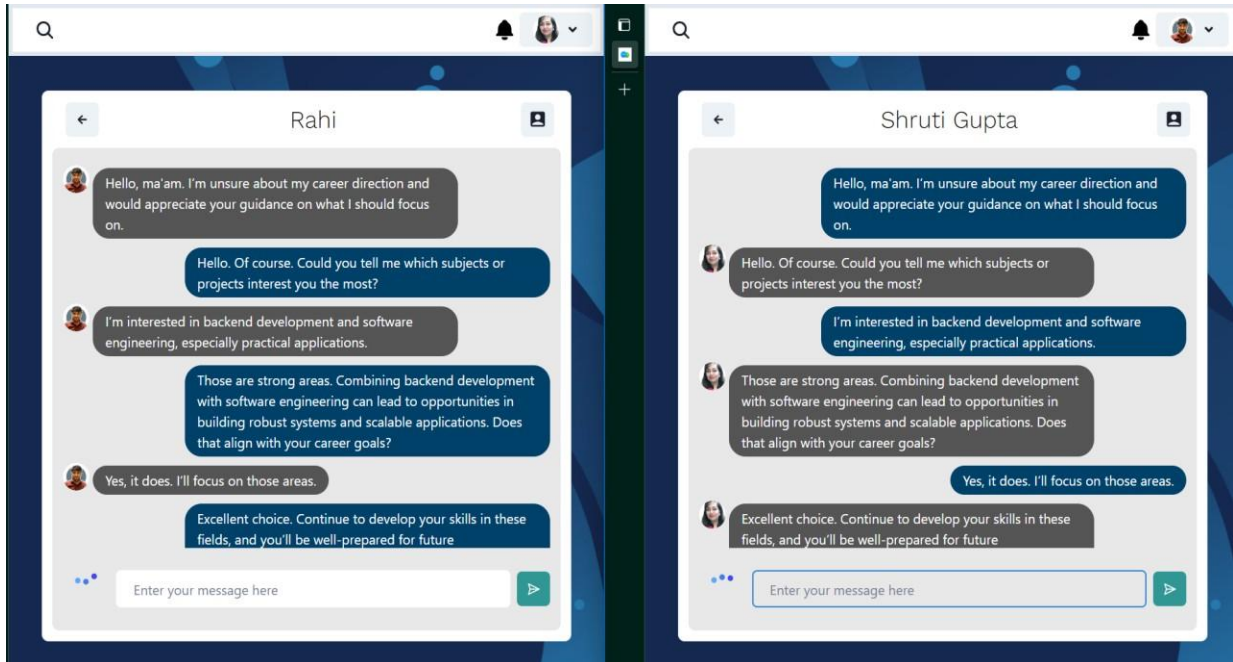 Rahi
Hello, ma'am. I'm unsure about my career direction and
would appreciate your guidance on what I should focus
on.
Hello. Of course. Could you tell me which subjects or
projects interest you the most?
I'm interested in backend development and software
engineering, especially practical applications.
Those are strong areas. Combining backend development
with software engineering can lead to opportunities in
building robust systems and scalable applications. Does
that align with your career goals?
Yes, it does. I'll focus on those areas.
Excellent choice. Continue to develop your skills in these
fields, and you'll be well-prepared for future
Enter your message here
Shruti Gupta
Hello, ma'am. I'm unsure about my career direction and
would appreciate your guidance on what I should focus
on.
Hello. Of course. Could you tell me which subjects or
projects interest you the most?
I'm interested in backend development and software
engineering, especially practical applications.
Those are strong areas. Combining backend development
with software engineering can lead to opportunities in
building robust systems and scalable applications. Does
that align with your career goals?
Yes, it does. I'll focus on those areas.
Excellent choice. Continue to develop your skills in these
fields, and you'll be well-prepared for future
Enter your message here